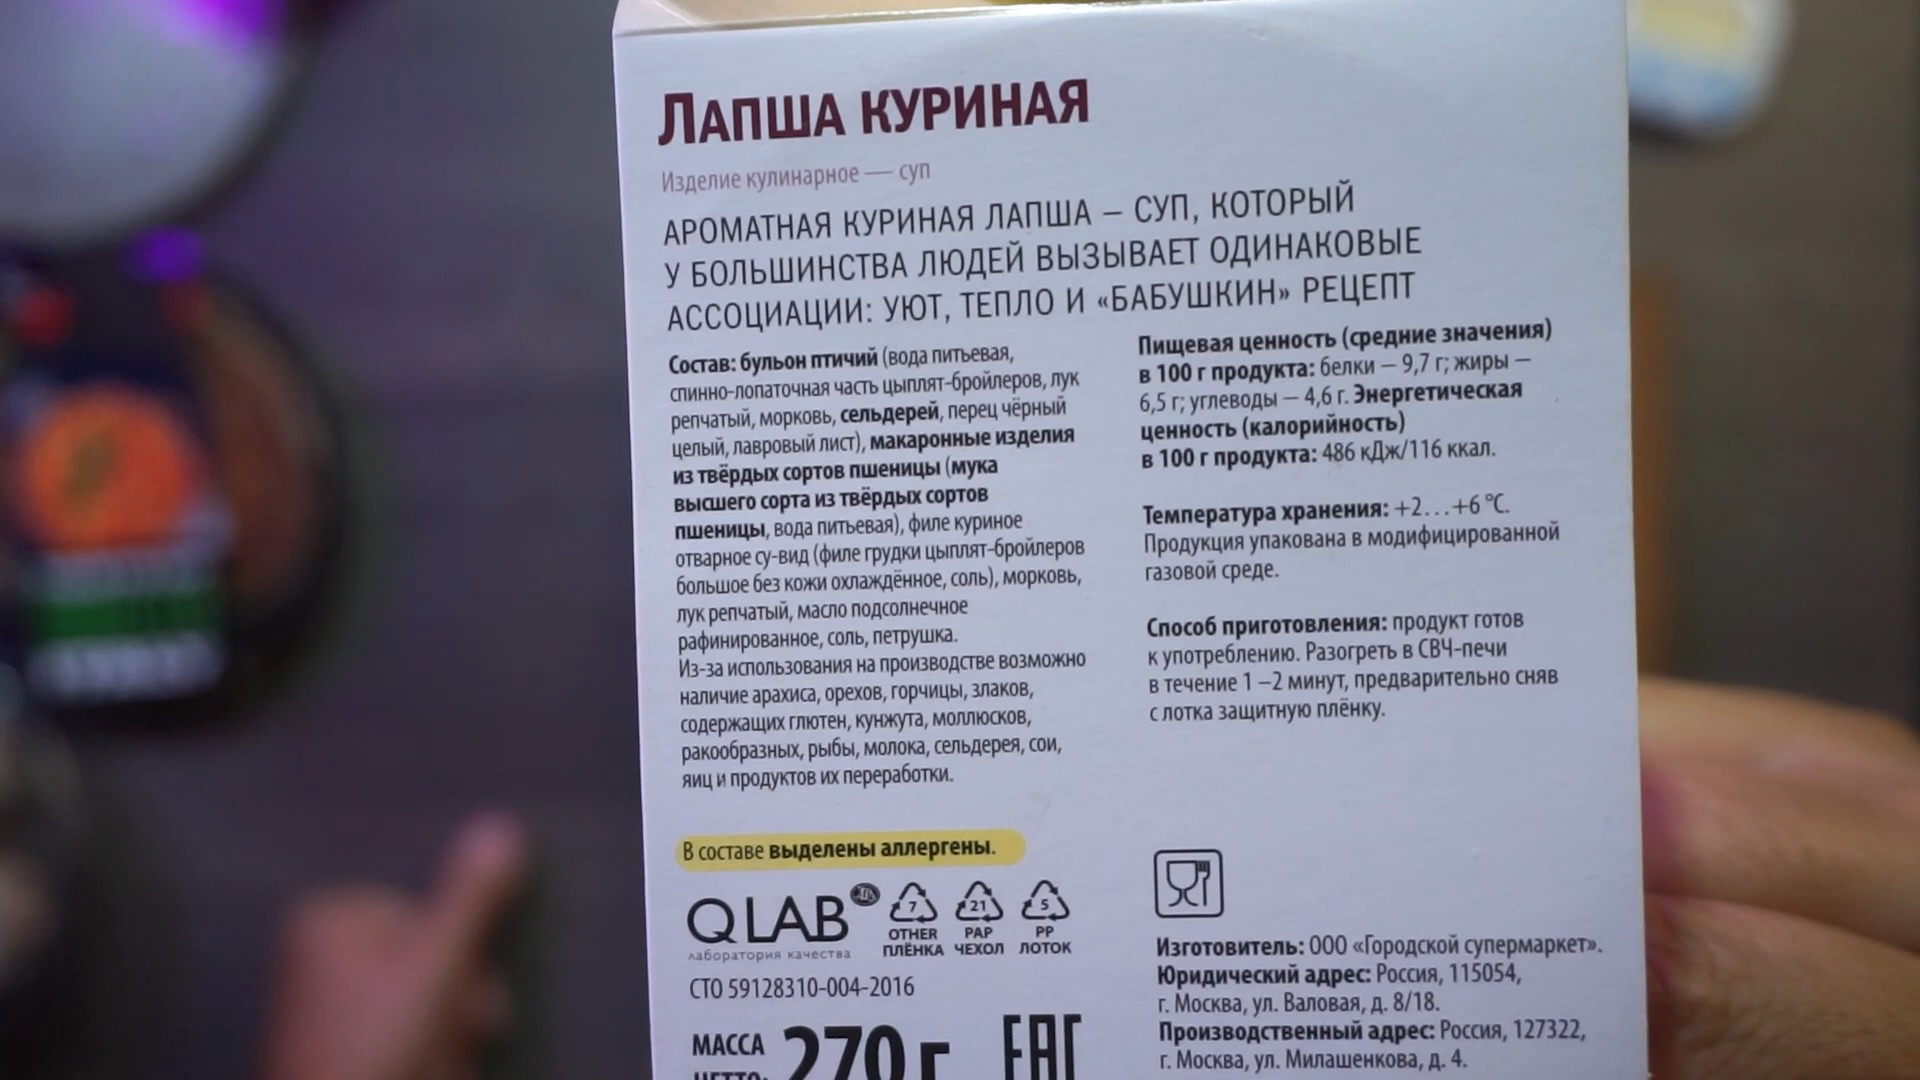 ЛАПША КУРИНАЯ
Изделие кулинарное — суп
АРОМАТНАЯ КУРИНАЯ ЛАПША – СУП, КОТОРЫЙ
У БОЛЬШИНСТВА ЛЮДЕЙ ВЫЗЫВАЕТ ОДИНАКОВЫЕ
АССОЦИАЦИИ: УЮТ, ТЕПЛО И «БАБУШКИН» РЕЦЕПТ
Состав: бульон птичий (вода питьевая,
спинно-лопаточная часть цыплят-бройлеров, лук
репчатый, морковь, сельдерей, перец чёрный
целый, лавровый лист), макаронные изделия
из твёрдых сортов пшеницы (мука
высшего сорта из твёрдых сортов
пшеницы, вода питьевая), филе куриное
отварное су-вид (филе грудки цыплят-бройлеров
большое без кожи охлаждённое, соль), морковь,
лук репчатый, масло подсолнечное
рафинированное, соль, петрушка.
Из-за использования на производстве возможно
наличие арахиса, орехов, горчицы, злаков,
содержащих глютен, кунжута, моллюсков,
ракообразных, рыбы, молока, сельдерея, сои,
яиц и продуктов их переработки.
В составе выделены аллергены.
Q LAB
лаборатория качества
7
OTHER
ПЛЁНКА
21
PAP
ЧЕХОЛ
5
PP
ЛОТОК
СТО 59128310-004-2016
МАССА 270 г
НЕТТО:
EAC
Пищевая ценность (средние значения)
в 100 г продукта: белки — 9,7 г; жиры —
6,5 г; углеводы — 4,6 г. Энергетическая
ценность (калорийность)
в 100 г продукта: 486 кДж/116 ккал.
Температура хранения: +2…+6 °С.
Продукция упакована в модифицированной
газовой среде.
Способ приготовления: продукт готов
к употреблению. Разогреть в СВЧ-печи
в течение 1 –2 минут, предварительно сняв
с лотка защитную плёнку.
Изготовитель: ООО «Городской супермаркет».
Юридический адрес: Россия, 115054,
г. Москва, ул. Валовая, д. 8/18.
Производственный адрес: Россия, 127322,
г. Москва, ул. Милашенкова, д. 4.